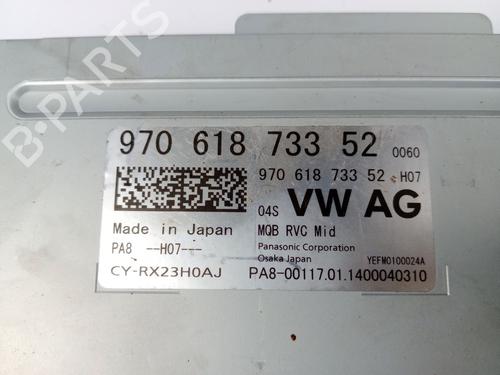 B-PARTS
970 618 733 52 0060
970 618 733 52 H07
04S VW AG
Made in Japan MQB RVC Mid
PA8 --H07---
Panasonic Corporation
Osaka Japan YEFM0100024A
CY-RX23H0AJ PA8-00117.01.1400040310